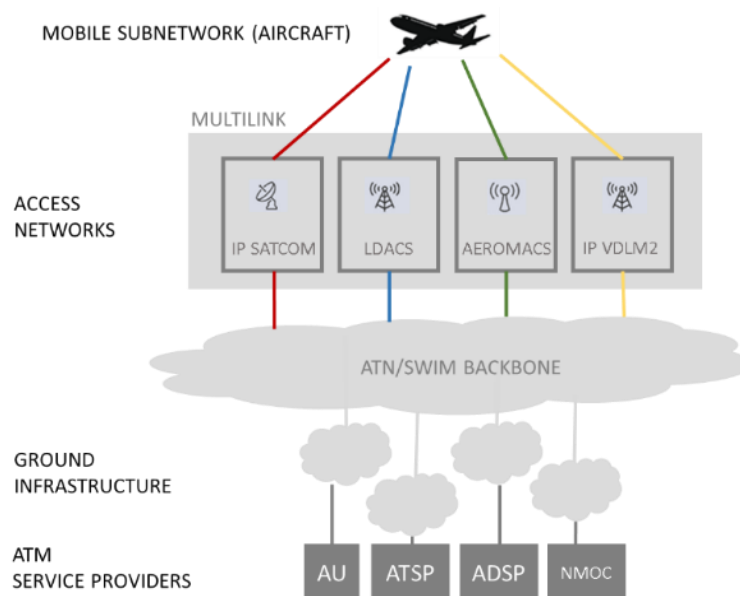 MOBILE SUBNETWORK (AIRCRAFT)
MULTILINK
ACCESS
NETWORKS
IP SATCOM
LDACS
AEROMACS
IP VDLM2
ATN/SWIM BACKBONE
GROUND
INFRASTRUCTURE
ATM
SERVICE PROVIDERS
AU
ATSP
ADSP
NMOC